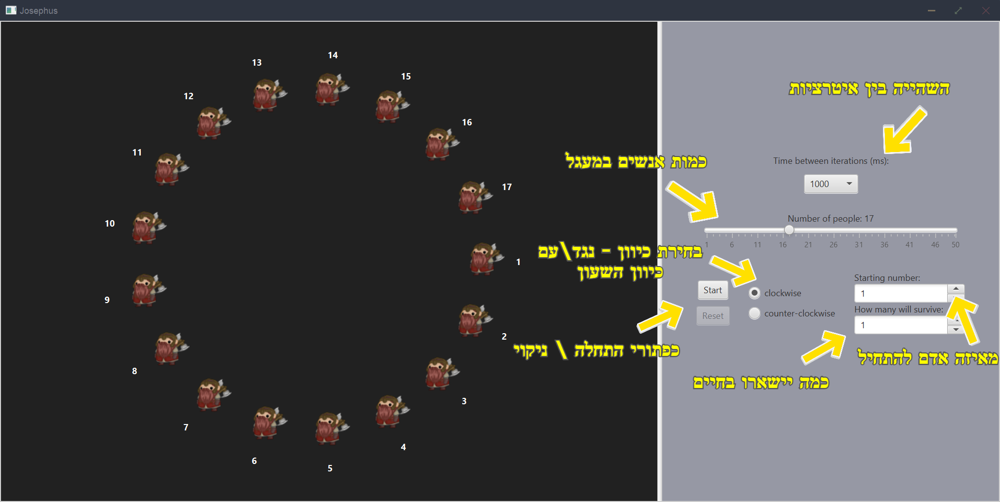 Josephus
14
13
15
12
16
11
17
10
1
9
2
8
3
7
4
6
5
השהייה בין איטרציות
Time between iterations (ms):
1000
כמות אנשים במעגל
Number of people: 17
1 6 11 16 21 26 31 36 41 46 50
בחירת כיוון - נגד\עם
כיוון השעון
Start
Reset
clockwise
counter-clockwise
Starting number:
1
How many will survive:
1
כפתורי התחלה \ ניקוי
מאיזה אדם להתחיל
כמה יישארו בחיים